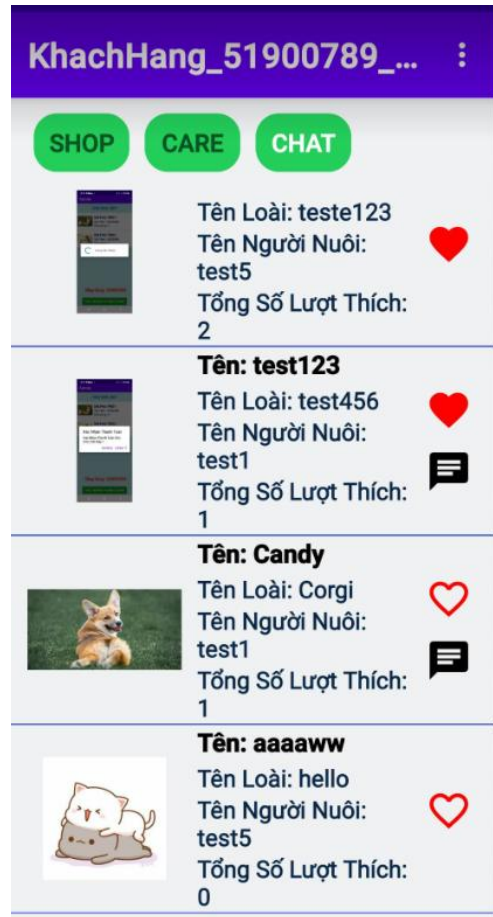 KhachHang_51900789_...
SHOP CARE CHAT
Tên Loài: teste123
Tên Người Nuôi:
test5
Tổng Số Lượt Thích:
2
Tên: test123
Tên Loài: test456
Tên Người Nuôi:
test1
Tổng Số Lượt Thích:
1
Tên: Candy
Tên Loài: Corgi
Tên Người Nuôi:
test1
Tổng Số Lượt Thích:
1
Tên: aaaaww
Tên Loài: hello
Tên Người Nuôi:
test5
Tổng Số Lượt Thích:
0